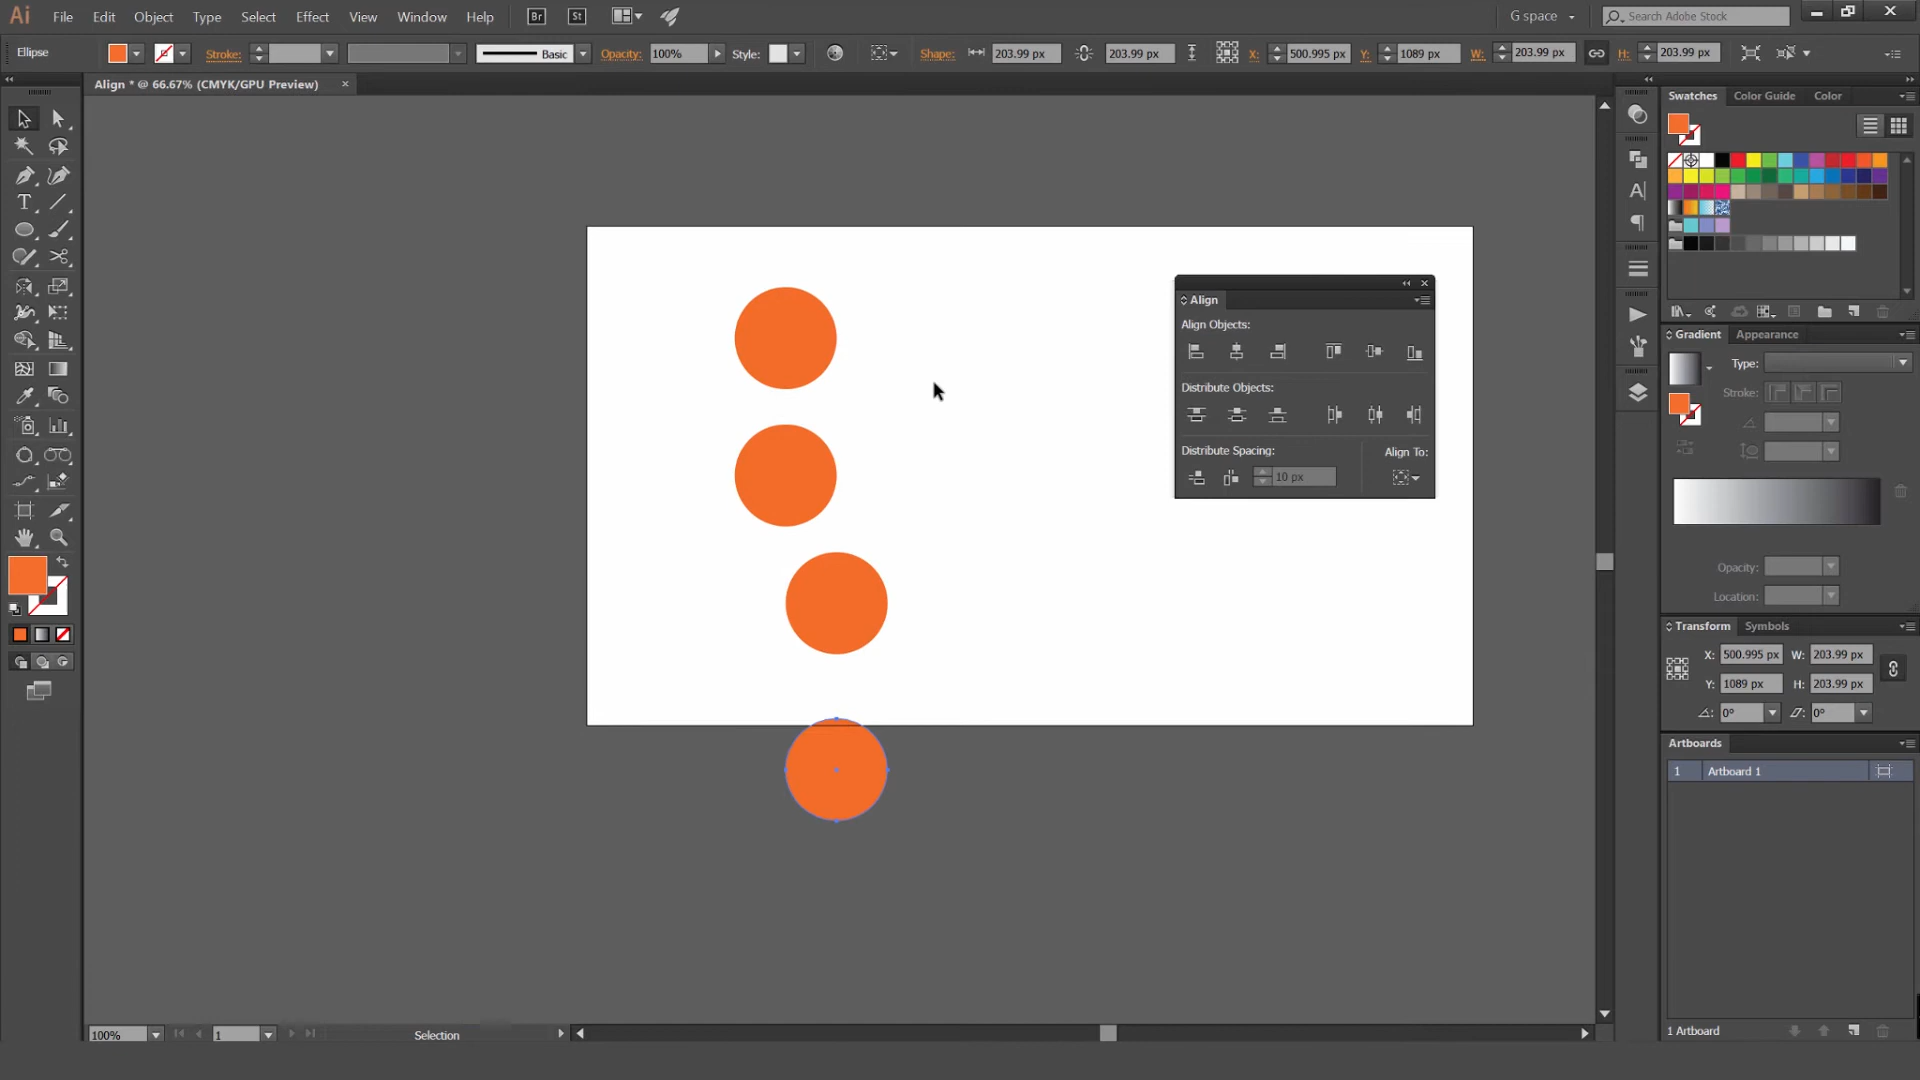 Ai File Edit Object Type Select Effect View Window Help Br St G space Search Adobe Stock
Ellipse Stroke: Basic Opacity: 100% Style: Shape: 203.99 px 203.99 px X: 500.995 px Y: 1089 px W: 203.99 px H: 203.99 px
Align * @ 66.67% (CMYK/GPU Preview)
Swatches Color Guide Color
Align
Align Objects:
Distribute Objects:
Distribute Spacing: Align To:
10 px
Gradient Appearance
Type:
Stroke:
Opacity:
Location:
Transform Symbols
X: 500.995 px W: 203.99 px
Y: 1089 px H: 203.99 px
0° 0°
Artboards
1 Artboard 1
1 Artboard
100% 1 Selection